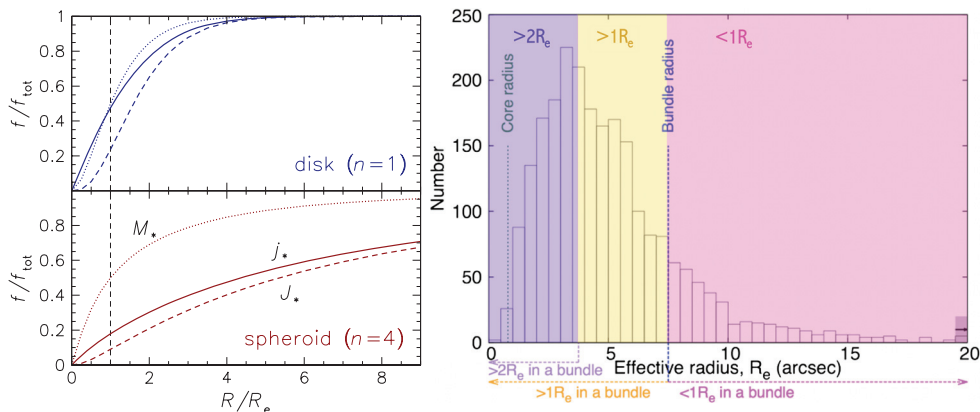 f/f_tot
1
0.8
0.6
0.4
0.2
disk (n=1)
f/f_tot
0.8
0.6
0.4
0.2
0
M*
j*
J*
spheroid (n=4)
0 2 4 6 8
R/R_e
250
200
150
100
50
0
Number
>2R_e >1R_e <1R_e
Core radius
Bundle radius
0 5 10 15 20
Effective radius, R_e (arcsec)
>2R_e in a bundle
>1R_e in a bundle
<1R_e in a bundle